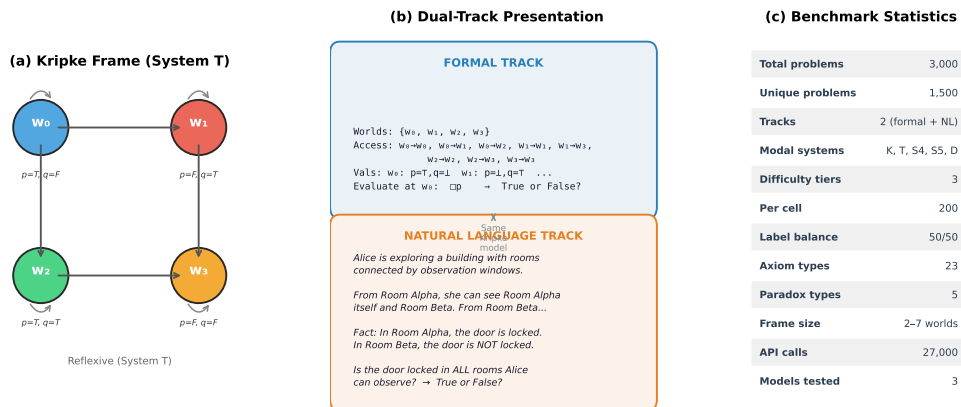 (a) Kripke Frame (System T)
w₀
w₁
p=T, q=F
p=F, q=T
w₂
w₃
p=T, q=T
p=F, q=F
Reflexive (System T)
(b) Dual-Track Presentation
FORMAL TRACK
Worlds: {w₀, w₁, w₂, w₃}
Access: w₀→w₀, w₀→w₁, w₀→w₂, w₁→w₁, w₁→w₃,
w₂→w₂, w₂→w₃, w₃→w₃
Vals: w₀: p=⊤,q=⊥ w₁: p=⊥,q=⊤ ...
Evaluate at w₀: □p → True or False?
Same
Kripke
model
NATURAL LANGUAGE TRACK
Alice is exploring a building with rooms
connected by observation windows.
From Room Alpha, she can see Room Alpha
itself and Room Beta. From Room Beta...
Fact: In Room Alpha, the door is locked.
In Room Beta, the door is NOT locked.
Is the door locked in ALL rooms Alice
can observe? → True or False?
(c) Benchmark Statistics
Total problems 3,000
Unique problems 1,500
Tracks 2 (formal + NL)
Modal systems K, T, S4, S5, D
Difficulty tiers 3
Per cell 200
Label balance 50/50
Axiom types 23
Paradox types 5
Frame size 2–7 worlds
API calls 27,000
Models tested 3